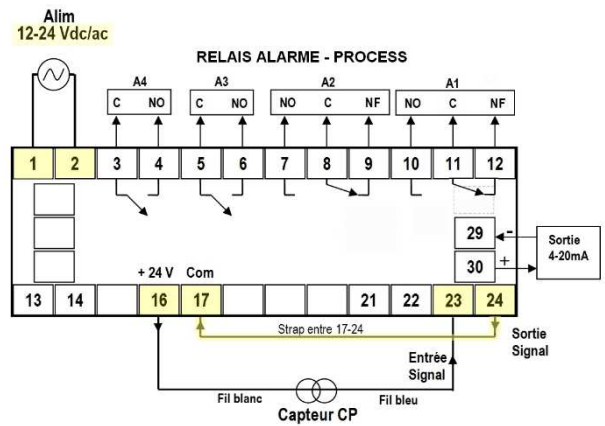 Alim
12-24 Vdc/ac
RELAIS ALARME - PROCESS
A4 A3 A2 A1
C NO C NO NO C NF NO C NF
1 2 3 4 5 6 7 8 9 10 11 12
29 -
30 +
Sortie
4-20mA
+ 24 V Com
13 14 16 17 21 22 23 24
Strap entre 17-24
Sortie
Signal
Entrée
Signal
Fil blanc Fil bleu
Capteur CP